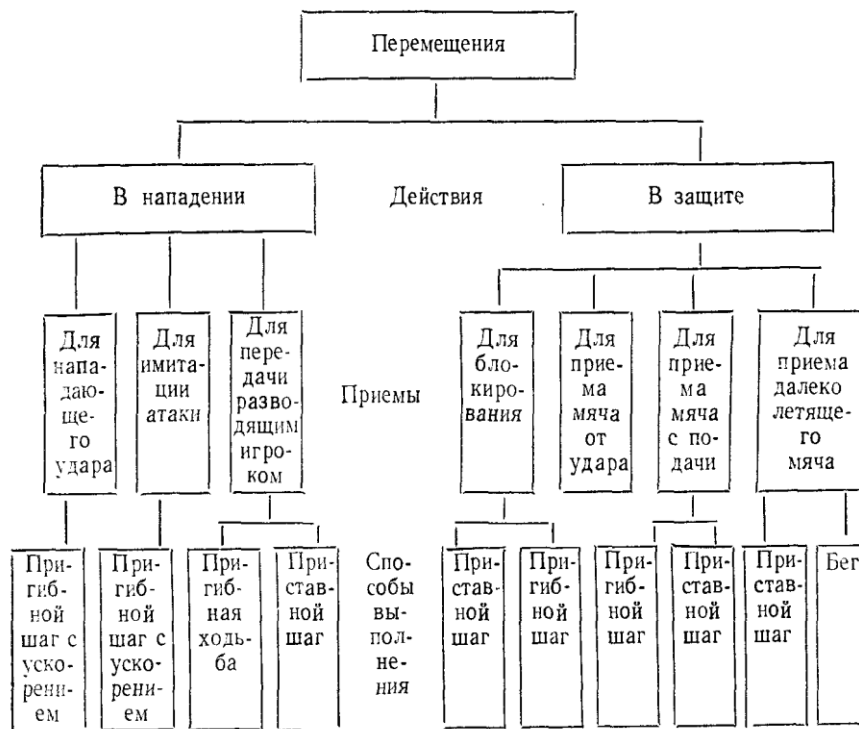 Перемещения
В нападении
Действия
В защите
Для
напа-
даю-
ще-
го
удара
Для
имита-
ции
атаки
Для
пере-
дачи
разво-
дящим
игро-
ком
Приемы
Для
бло-
киро-
вания
Для
прие-
ма
мяча
от
удара
Для
прие-
ма
мяча
с по-
дачи
Для
приема
далеко
летяще-
го
мяча
При-
гиб-
ной
шаг с
уско-
рени-
ем
При-
гиб-
ной
шаг с
уско-
рени-
ем
При-
гиб-
ная
ходь-
ба
При-
став-
ной
шаг
Спо-
собы
вы-
пол-
не-
ния
При-
став-
ной
шаг
При-
гиб-
ной
шаг
При-
гиб-
ной
шаг
При-
став-
ной
шаг
При-
став-
ной
шаг
Бег